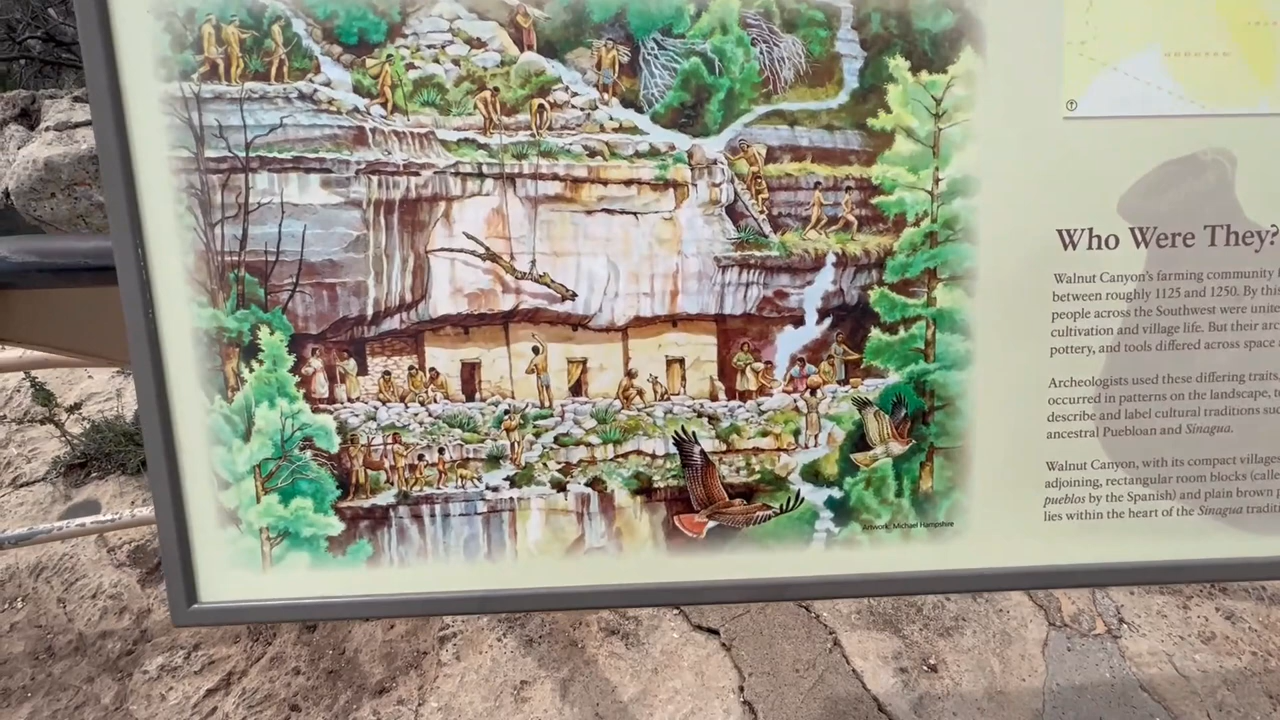 Who Were They?
Walnut Canyon's farming community
between roughly 1125 and 1250. By this
people across the Southwest were unite
cultivation and village life. But their arc
pottery, and tools differed across space
Archeologists used these differing traits,
occurred in patterns on the landscape, t
describe and label cultural traditions suc
ancestral Puebloan and Sinagua.
Walnut Canyon, with its compact villages
adjoining, rectangular room blocks (calle
pueblos by the Spanish) and plain brown
lies within the heart of the Sinagua tradit
Artwork, Michael Hampshire